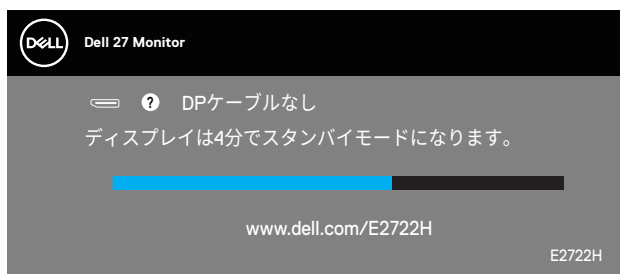 DELL
Dell 27 Monitor
? DPケーブルなし
ディスプレイは4分でスタンバイモードになります。
www.dell.com/E2722H
E2722H